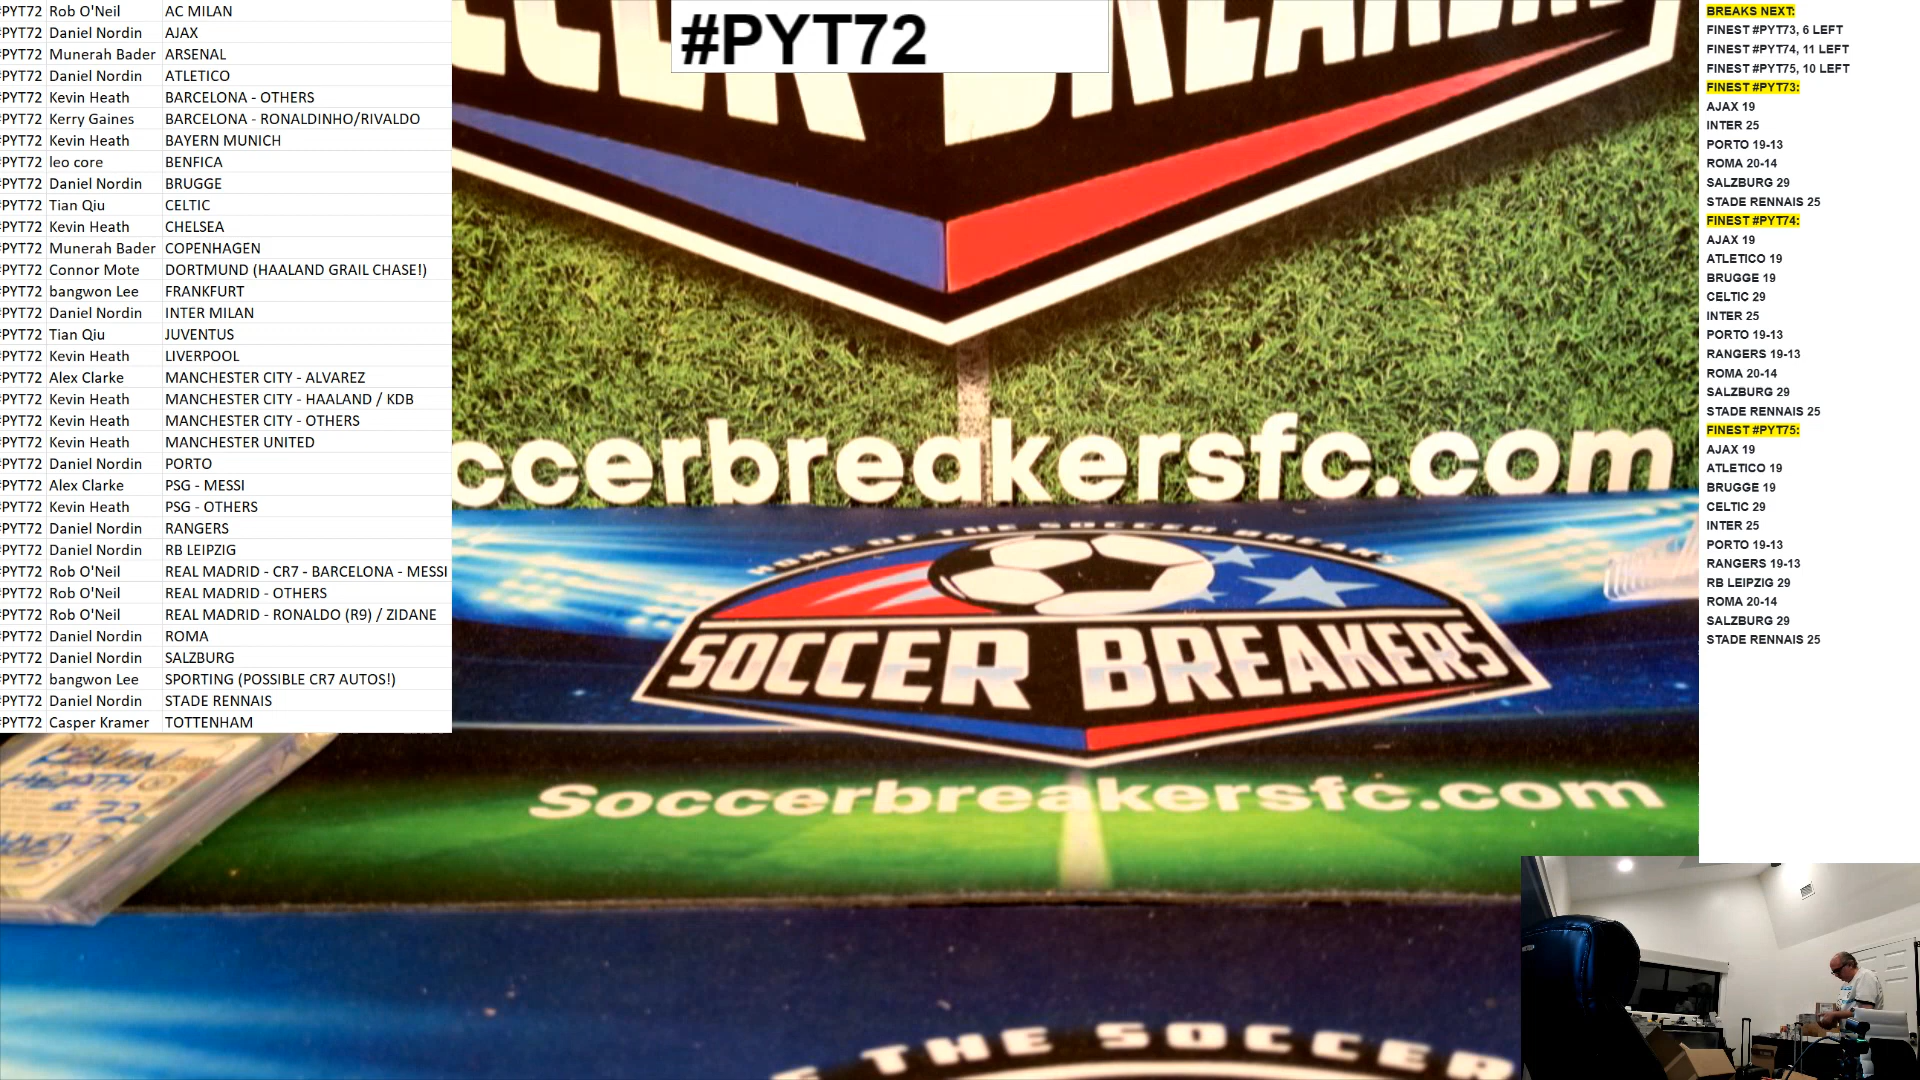 #PYT72 Rob O'Neil AC MILAN
#PYT72 Daniel Nordin AJAX
#PYT72 Munerah Bader ARSENAL
#PYT72 Daniel Nordin ATLETICO
#PYT72 Kevin Heath BARCELONA - OTHERS
#PYT72 Kerry Gaines BARCELONA - RONALDINHO/RIVALDO
#PYT72 Kevin Heath BAYERN MUNICH
#PYT72 leo core BENFICA
#PYT72 Daniel Nordin BRUGGE
#PYT72 Tian Qiu CELTIC
#PYT72 Kevin Heath CHELSEA
#PYT72 Munerah Bader COPENHAGEN
#PYT72 Connor Mote DORTMUND (HAALAND GRAIL CHASE!)
#PYT72 bangwon Lee FRANKFURT
#PYT72 Daniel Nordin INTER MILAN
#PYT72 Tian Qiu JUVENTUS
#PYT72 Kevin Heath LIVERPOOL
#PYT72 Alex Clarke MANCHESTER CITY - ALVAREZ
#PYT72 Kevin Heath MANCHESTER CITY - HAALAND / KDB
#PYT72 Kevin Heath MANCHESTER CITY - OTHERS
#PYT72 Kevin Heath MANCHESTER UNITED
#PYT72 Daniel Nordin PORTO
#PYT72 Alex Clarke PSG - MESSI
#PYT72 Kevin Heath PSG - OTHERS
#PYT72 Daniel Nordin RANGERS
#PYT72 Daniel Nordin RB LEIPZIG
#PYT72 Rob O'Neil REAL MADRID - CR7 - BARCELONA - MESSI
#PYT72 Rob O'Neil REAL MADRID - OTHERS
#PYT72 Rob O'Neil REAL MADRID - RONALDO (R9) / ZIDANE
#PYT72 Daniel Nordin ROMA
#PYT72 Daniel Nordin SALZBURG
#PYT72 bangwon Lee SPORTING (POSSIBLE CR7 AUTOS!)
#PYT72 Daniel Nordin STADE RENNAIS
#PYT72 Casper Kramer TOTTENHAM
#PYT72
ccerbreakersfc.com
HOME OF THE SOCCER BREAKS
SOCCER BREAKERS
Soccerbreakersfc.com
KEVIN
HEATH
# 72
THE SOCCER
BREAKS NEXT:
FINEST #PYT73, 6 LEFT
FINEST #PYT74, 11 LEFT
FINEST #PYT75, 10 LEFT
FINEST #PYT73:
AJAX 19
INTER 25
PORTO 19-13
ROMA 20-14
SALZBURG 29
STADE RENNAIS 25
FINEST #PYT74:
AJAX 19
ATLETICO 19
BRUGGE 19
CELTIC 29
INTER 25
PORTO 19-13
RANGERS 19-13
ROMA 20-14
SALZBURG 29
STADE RENNAIS 25
FINEST #PYT75:
AJAX 19
ATLETICO 19
BRUGGE 19
CELTIC 29
INTER 25
PORTO 19-13
RANGERS 19-13
RB LEIPZIG 29
ROMA 20-14
SALZBURG 29
STADE RENNAIS 25